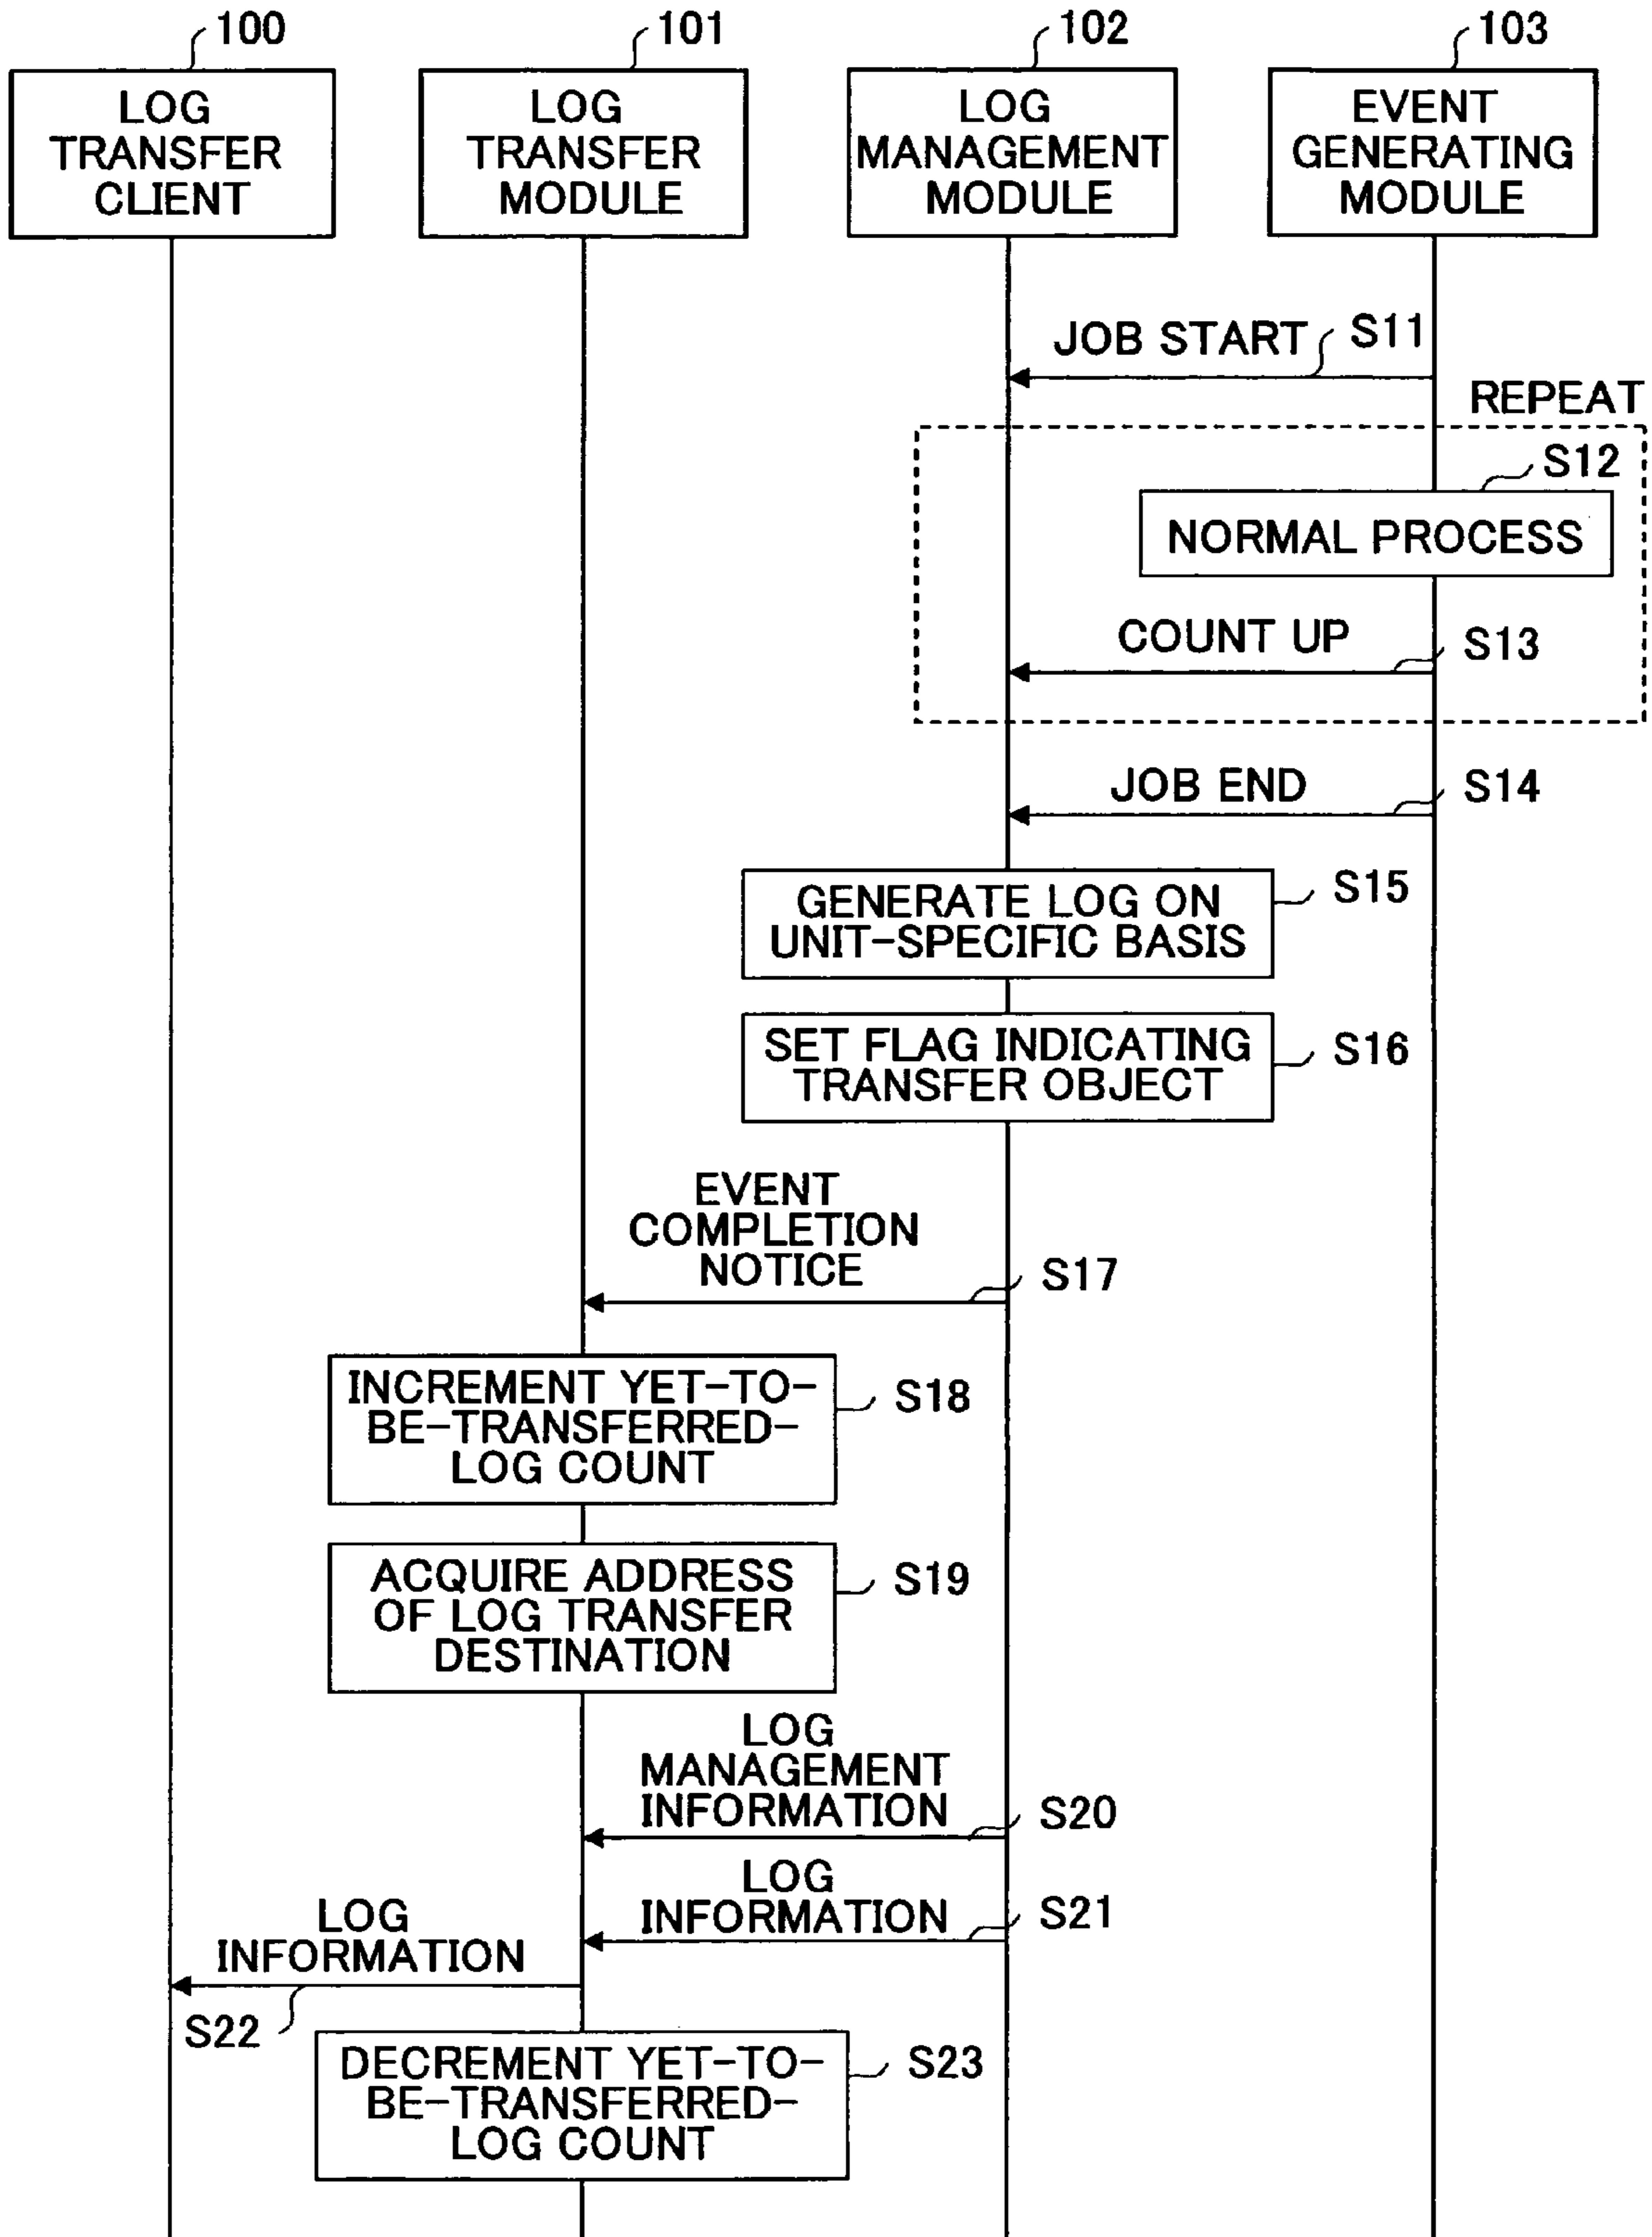 100
101
102
103
LOG
TRANSFER
CLIENT
LOG
TRANSFER
MODULE
LOG
MANAGEMENT
MODULE
EVENT
GENERATING
MODULE
JOB START
S11
REPEAT
S12
NORMAL PROCESS
COUNT UP
S13
JOB END
S14
GENERATE LOG ON
UNIT-SPECIFIC BASIS
S15
SET FLAG INDICATING
TRANSFER OBJECT
S16
EVENT
COMPLETION
NOTICE
S17
INCREMENT YET-TO-
BE-TRANSFERRED-
LOG COUNT
S18
ACQUIRE ADDRESS
OF LOG TRANSFER
DESTINATION
S19
LOG
MANAGEMENT
INFORMATION
S20
LOG
INFORMATION
S21
LOG
INFORMATION
S22
DECREMENT YET-TO-
BE-TRANSFERRED-
LOG COUNT
S23